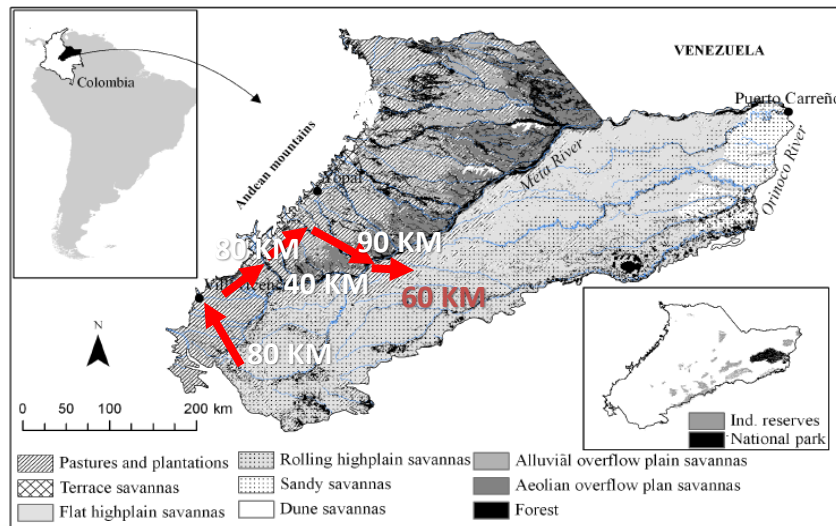 VENEZUELA
Puerto Carreño
Colombia
Andean mountains
Meta River
Orinoco River
Yopal
80 KM
90 KM
40 KM
60 KM
80 KM
N
0 50 100 200 km
Ind. reserves
National park
Pastures and plantations
Rolling highplain savannas
Alluvial overflow plain savannas
Terrace savannas
Sandy savannas
Aeolian overflow plan savannas
Flat highplain savannas
Dune savannas
Forest